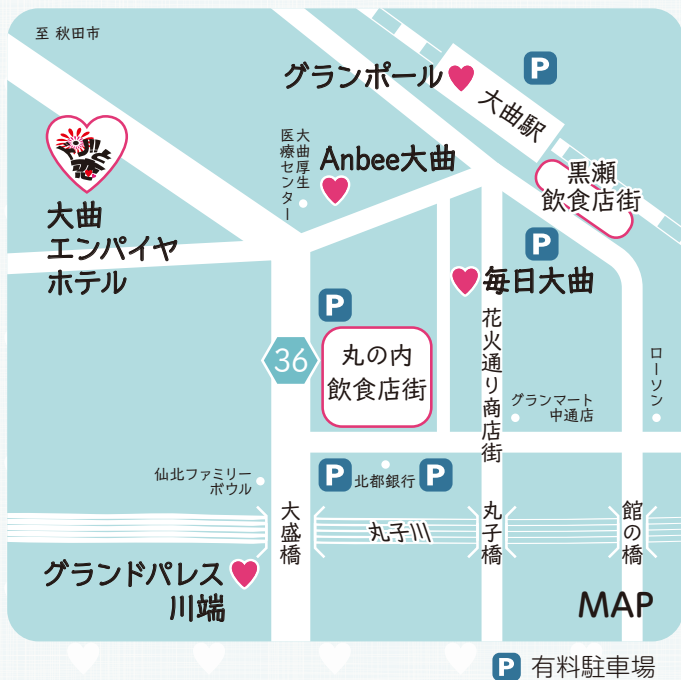 至 秋田市
グランポール
P
大曲駅
大曲厚生
医療センター
Anbee大曲
黒瀬
飲食店街
大曲
エンパイヤ
ホテル
P
毎日大曲
P
36
丸の内
飲食店街
花火通り商店街
ローソン
グランマート
中通店
仙北ファミリー
ボウル
P
北都銀行
P
大盛橋
丸子川
丸子橋
館の橋
グランドパレス
川端
MAP
P 有料駐車場